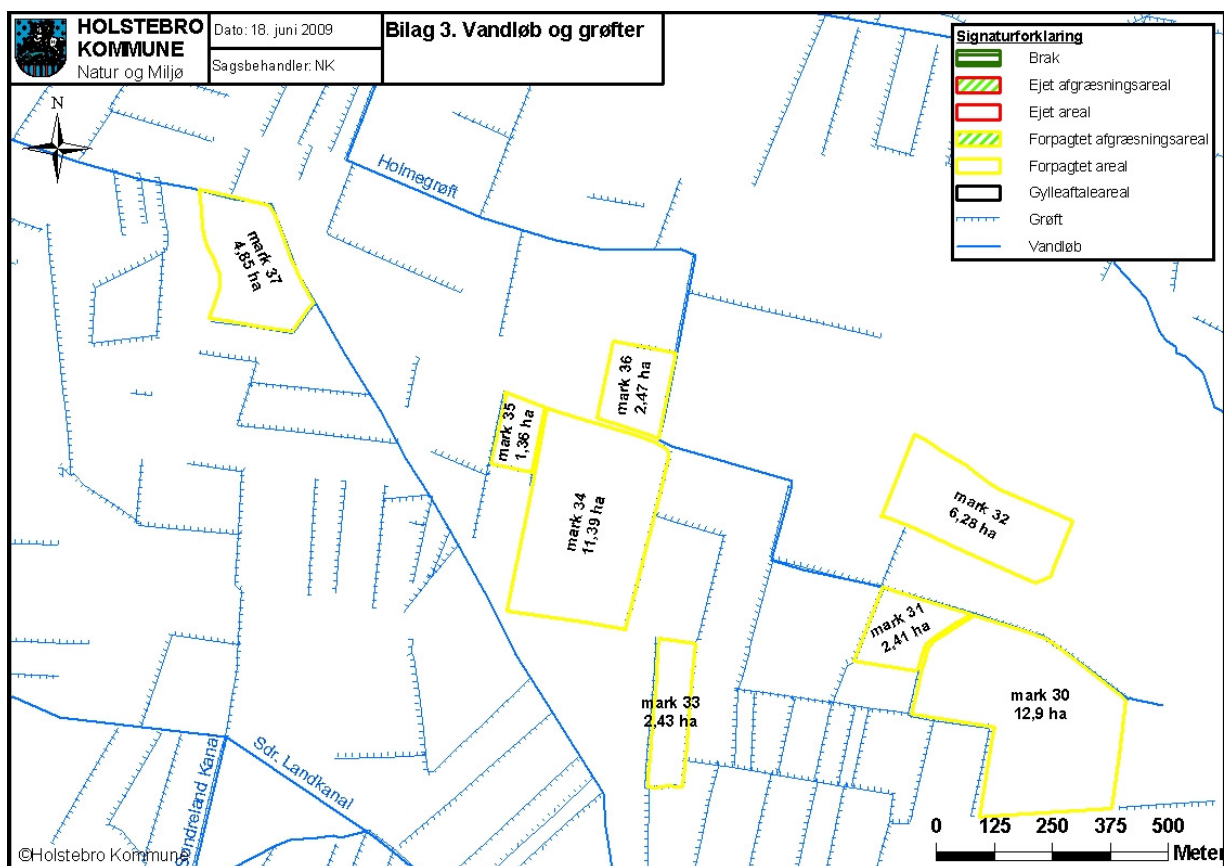 HOLSTEBRO
KOMMUNE
Natur og Miljø
Dato: 18. juni 2009
Sagsbehandler: NK
Bilag 3. Vandløb og grøfter
Signaturforklaring
Brak
Ejet afgræsningsareal
Ejet areal
Forpagtet afgræsningsareal
Forpagtet areal
Gylleaftaleareal
Grøft
Vandløb
N
Holmegrøft
mark 37
4,85 ha
mark 36
2,47 ha
mark 35
1,36 ha
mark 34
11,39 ha
mark 32
6,28 ha
mark 31
2,41 ha
mark 33
2,43 ha
mark 30
12,9 ha
Sdr. Landkanal
Søndreland Kanal
0 125 250 375 500
Meter
©Holstebro Kommune